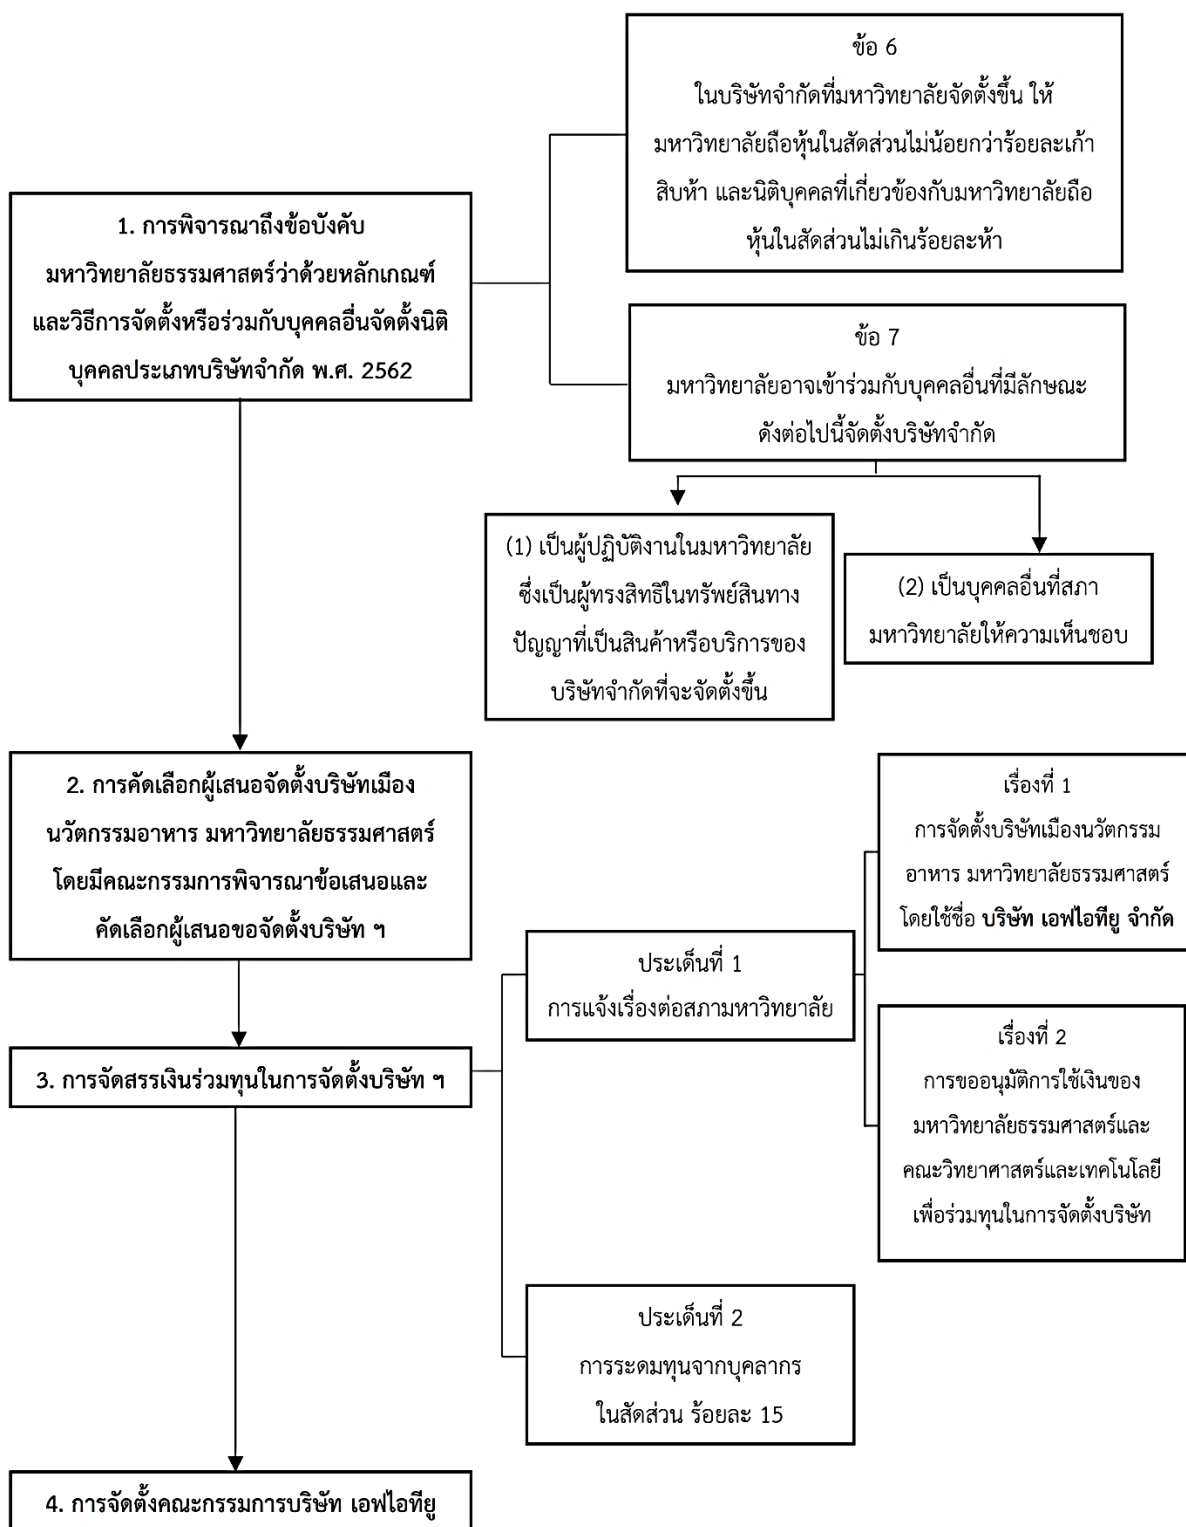 ข้อ 6
ในบริษัทจำกัดที่มหาวิทยาลัยจัดตั้งขึ้น ให้
มหาวิทยาลัยถือหุ้นในสัดส่วนไม่น้อยกว่าร้อยละเก้า
สิบห้า และนิติบุคคลที่เกี่ยวข้องกับมหาวิทยาลัยถือ
หุ้นในสัดส่วนไม่เกินร้อยละห้า
1. การพิจารณาถึงข้อบังคับ
มหาวิทยาลัยธรรมศาสตร์ว่าด้วยหลักเกณฑ์
และวิธีการจัดตั้งหรือร่วมกับบุคคลอื่นจัดตั้งนิติ
บุคคลประเภทบริษัทจำกัด พ.ศ. 2562
ข้อ 7
มหาวิทยาลัยอาจเข้าร่วมกับบุคคลอื่นที่มีลักษณะ
ดังต่อไปนี้จัดตั้งบริษัทจำกัด
(1) เป็นผู้ปฏิบัติงานในมหาวิทยาลัย
ซึ่งเป็นผู้ทรงสิทธิในทรัพย์สินทาง
ปัญญาที่เป็นสินค้าหรือบริการของ
บริษัทจำกัดที่จะจัดตั้งขึ้น
(2) เป็นบุคคลอื่นที่สภา
มหาวิทยาลัยให้ความเห็นชอบ
2. การคัดเลือกผู้เสนอจัดตั้งบริษัทเมือง
นวัตกรรมอาหาร มหาวิทยาลัยธรรมศาสตร์
โดยมีคณะกรรมการพิจารณาข้อเสนอและ
คัดเลือกผู้เสนอขอจัดตั้งบริษัท ฯ
เรื่องที่ 1
การจัดตั้งบริษัทเมืองนวัตกรรม
อาหาร มหาวิทยาลัยธรรมศาสตร์
โดยใช้ชื่อ บริษัท เอฟไอทียู จำกัด
ประเด็นที่ 1
การแจ้งเรื่องต่อสภามหาวิทยาลัย
เรื่องที่ 2
การขออนุมัติการใช้เงินของ
มหาวิทยาลัยธรรมศาสตร์และ
คณะวิทยาศาสตร์และเทคโนโลยี
เพื่อร่วมทุนในการจัดตั้งบริษัท
3. การจัดสรรเงินร่วมทุนในการจัดตั้งบริษัท ฯ
ประเด็นที่ 2
การระดมทุนจากบุคลากร
ในสัดส่วน ร้อยละ 15
4. การจัดตั้งคณะกรรมการบริษัท เอฟไอทียู